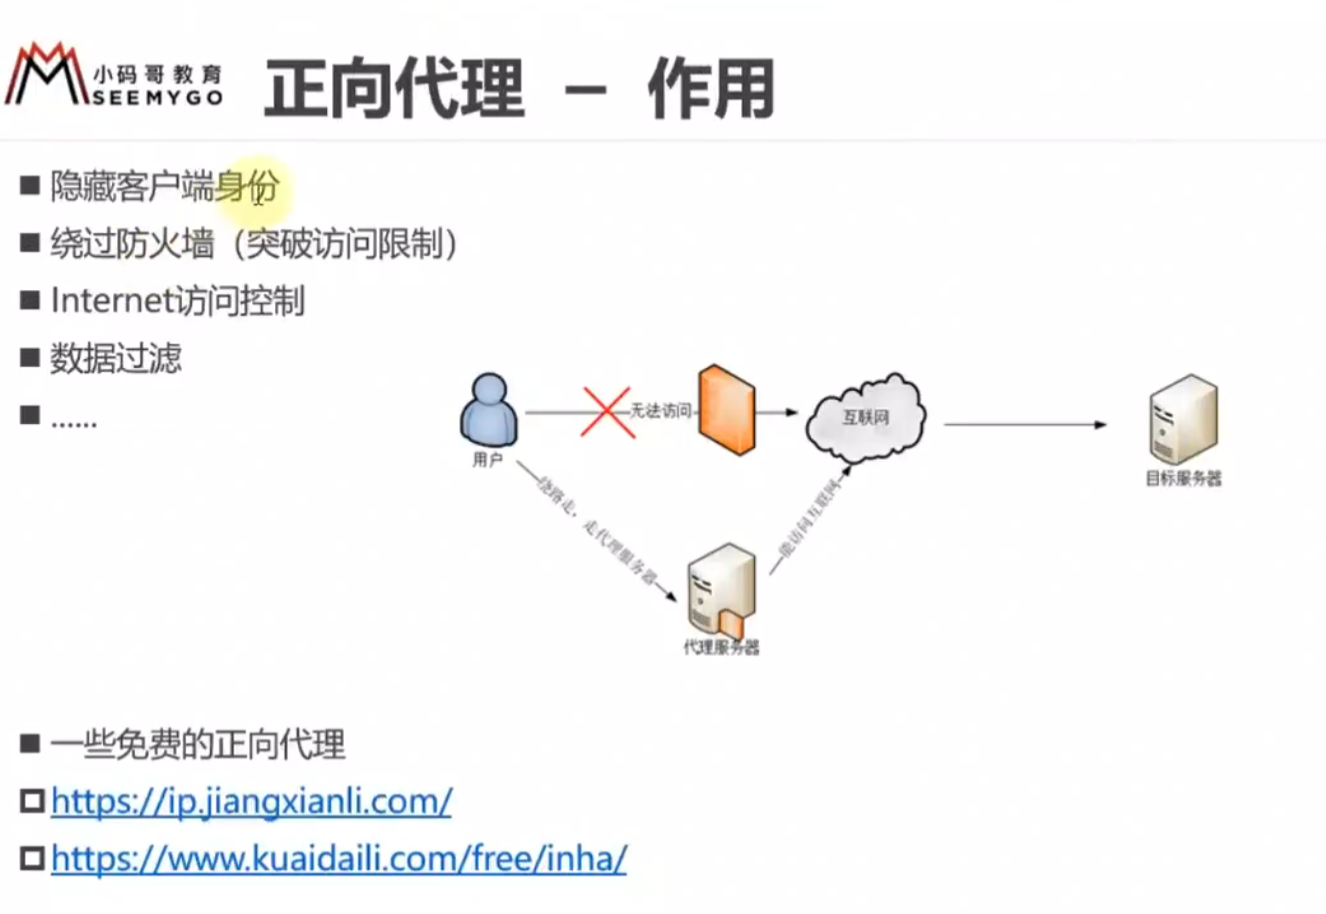 小码哥教育
SEEMYGO
正向代理 － 作用
■ 隐藏客户端身份
■ 绕过防火墙（突破访问限制）
■ Internet访问控制
■ 数据过滤
■ ......
用户
无法访问
互联网
目标服务器
绕路走，走代理服务器
能访问互联网
代理服务器
■ 一些免费的正向代理
https://ip.jiangxianli.com/
https://www.kuaidaili.com/free/inha/